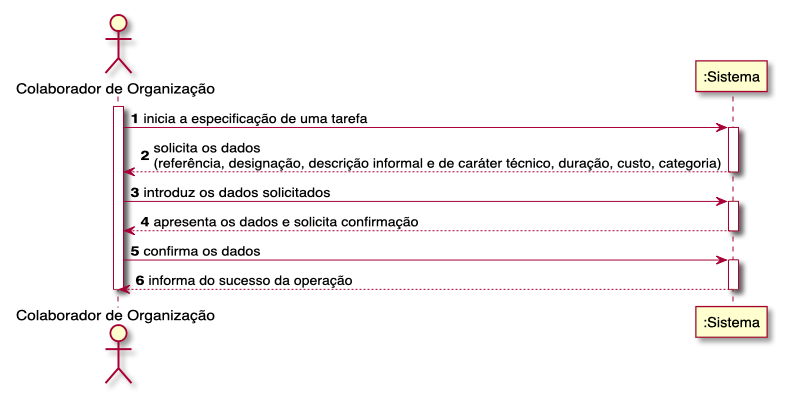 Colaborador de Organização
:Sistema
1 inicia a especificação de uma tarefa
2 solicita os dados
(referência, designação, descrição informal e de caráter técnico, duração, custo, categoria)
3 introduz os dados solicitados
4 apresenta os dados e solicita confirmação
5 confirma os dados
6 informa do sucesso da operação
Colaborador de Organização
:Sistema